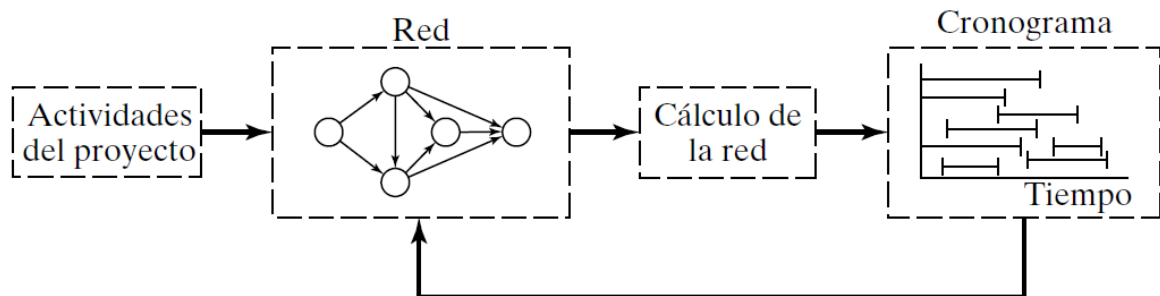 Red
Cronograma
Actividades
del proyecto
Cálculo de
la red
Tiempo